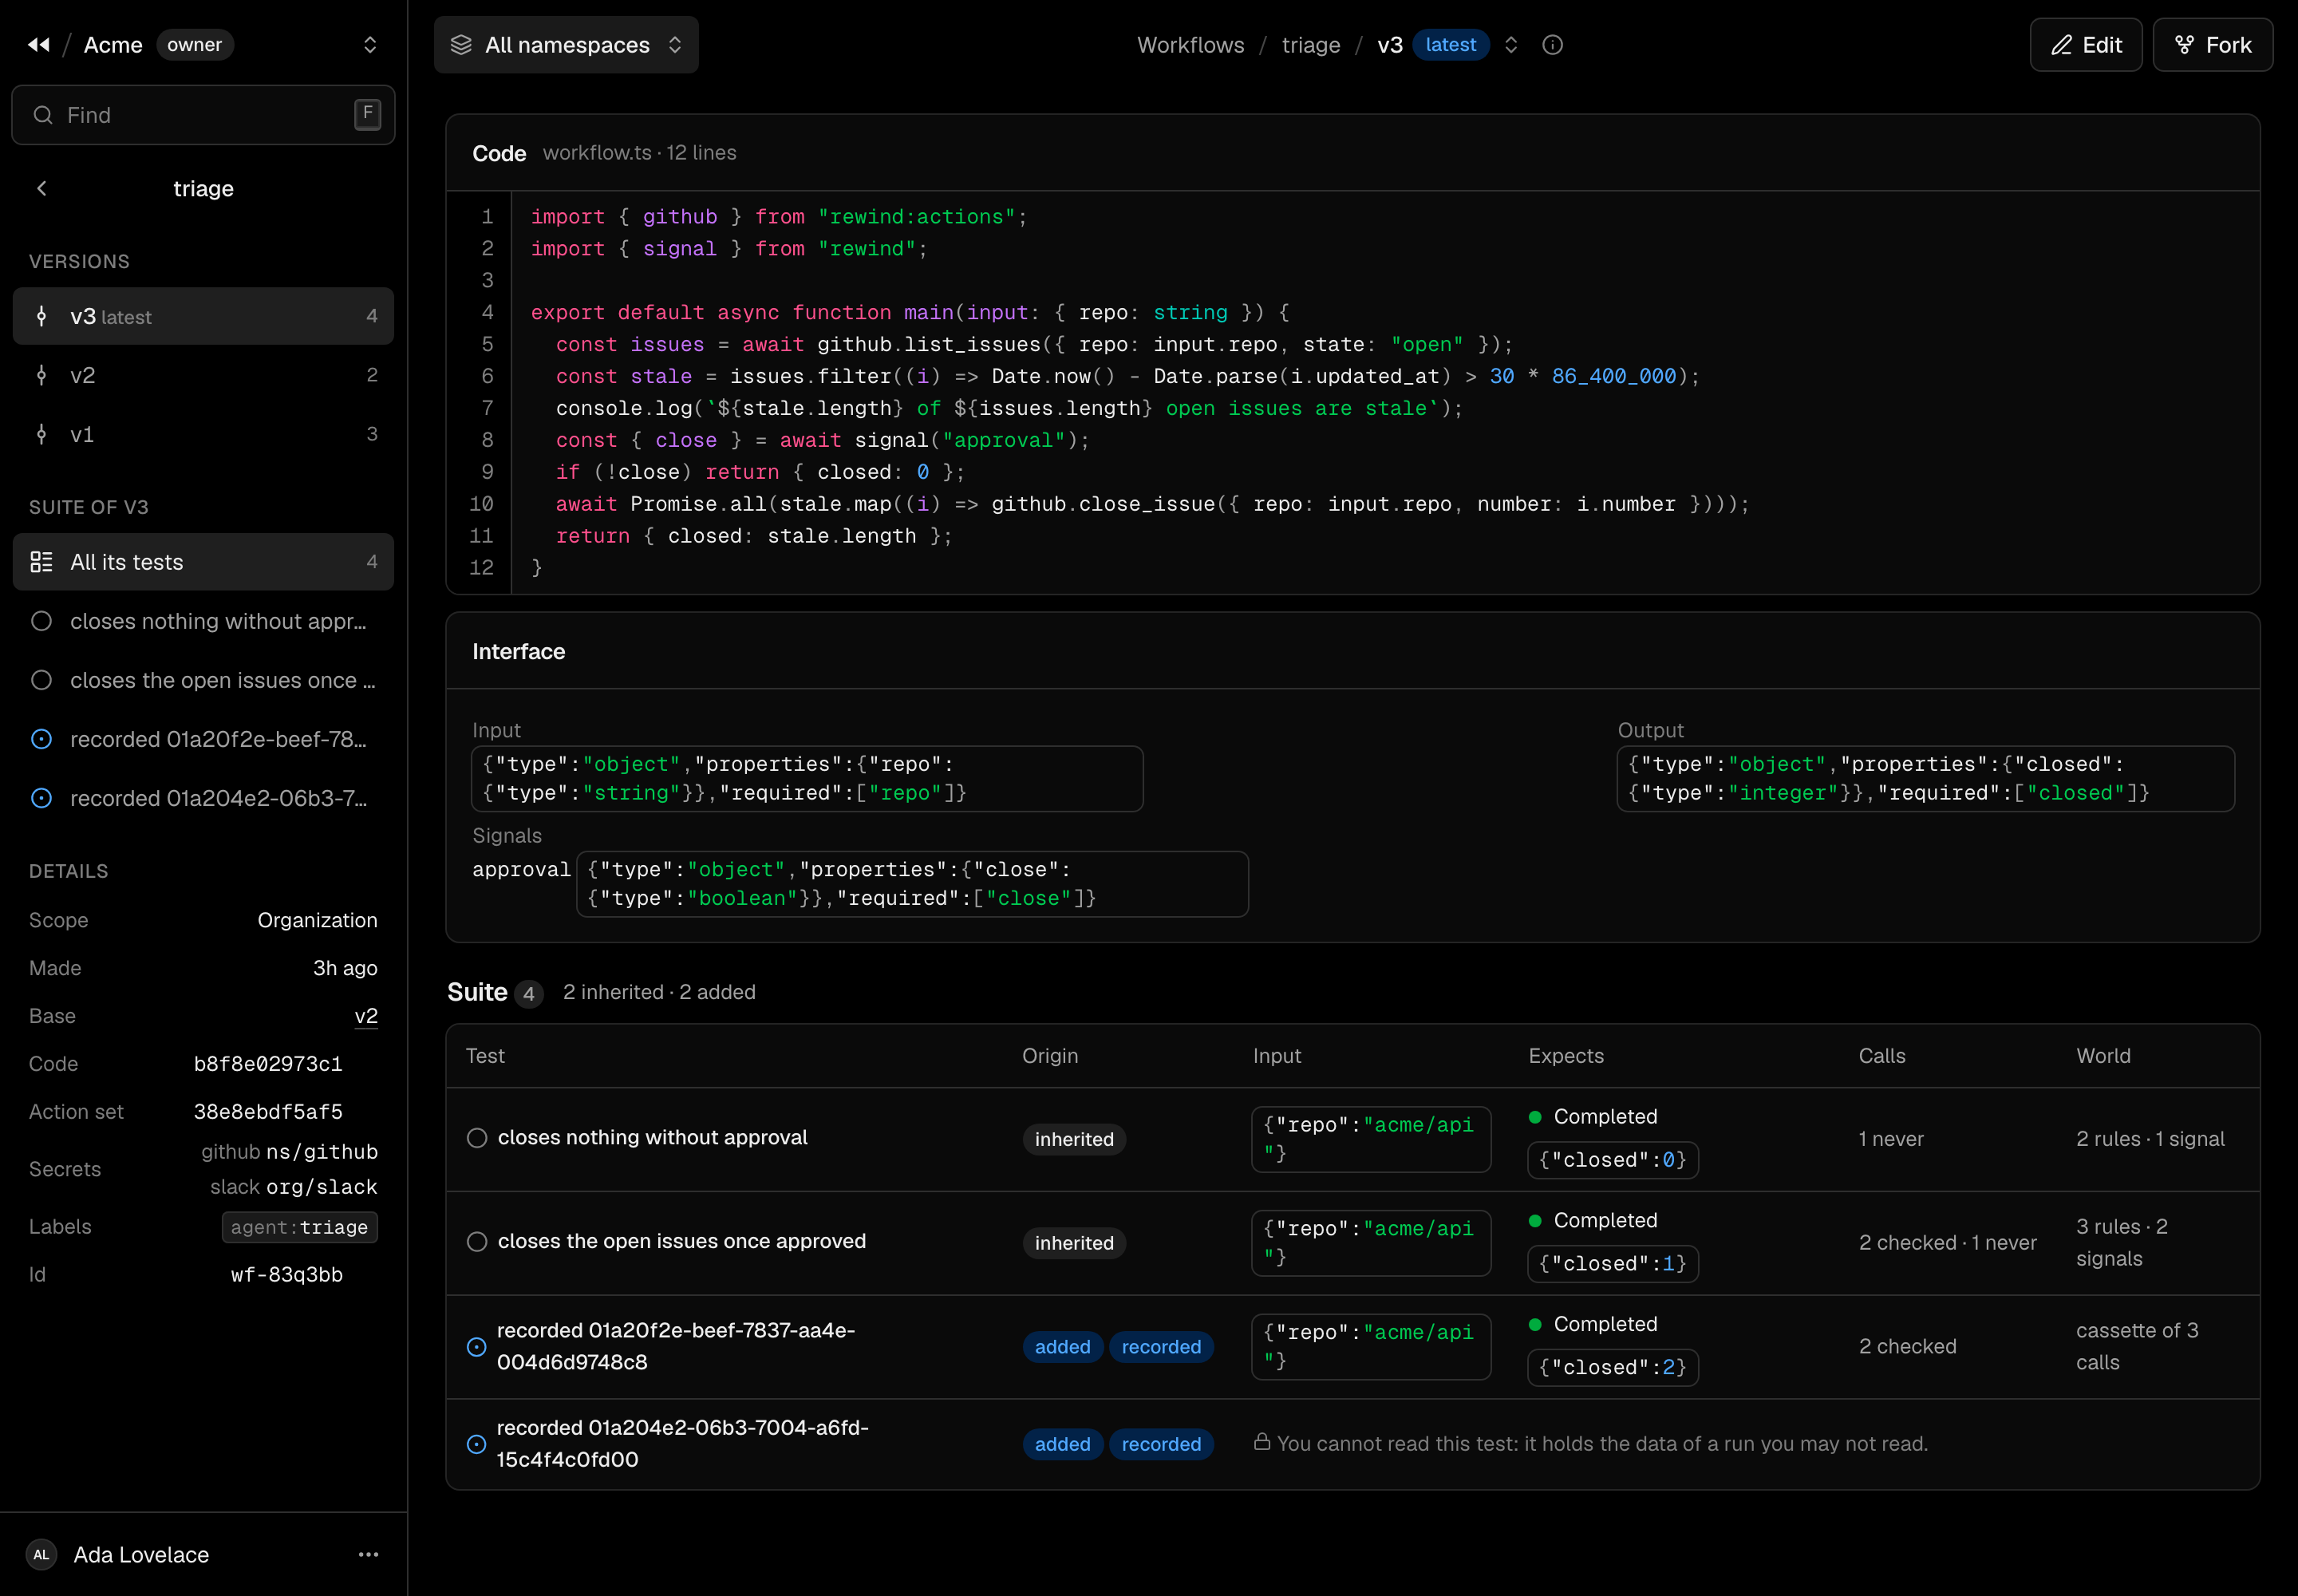 / Acme owner
Find F
triage
VERSIONS
v3 latest 4
v2 2
v1 3
SUITE OF V3
All its tests 4
closes nothing without appr...
closes the open issues once ...
recorded 01a20f2e-beef-78...
recorded 01a204e2-06b3-7...
DETAILS
Scope Organization
Made 3h ago
Base v2
Code b8f8e02973c1
Action set 38e8ebdf5af5
Secrets github ns/github
slack org/slack
Labels agent:triage
Id wf-83q3bb
AL Ada Lovelace
All namespaces
Workflows / triage / v3 latest
Edit
Fork
Code workflow.ts · 12 lines
1 import { github } from "rewind:actions";
2 import { signal } from "rewind";
3
4 export default async function main(input: { repo: string }) {
5 const issues = await github.list_issues({ repo: input.repo, state: "open" });
6 const stale = issues.filter((i) => Date.now() - Date.parse(i.updated_at) > 30 * 86_400_000);
7 console.log(`${stale.length} of ${issues.length} open issues are stale`);
8 const { close } = await signal("approval");
9 if (!close) return { closed: 0 };
10 await Promise.all(stale.map((i) => github.close_issue({ repo: input.repo, number: i.number })));
11 return { closed: stale.length };
12 }
Interface
Input
{"type":"object","properties":{"repo":
{"type":"string"}},"required":["repo"]}
Output
{"type":"object","properties":{"closed":
{"type":"integer"}},"required":["closed"]}
Signals
approval {"type":"object","properties":{"close":
{"type":"boolean"}},"required":["close"]}
Suite 4 2 inherited · 2 added
Test Origin Input Expects Calls World
closes nothing without approval inherited {"repo":"acme/api
"} Completed
{"closed":0} 1 never 2 rules · 1 signal
closes the open issues once approved inherited {"repo":"acme/api
"} Completed
{"closed":1} 2 checked · 1 never 3 rules · 2
signals
recorded 01a20f2e-beef-7837-aa4e-
004d6d9748c8 added recorded {"repo":"acme/api
"} Completed
{"closed":2} 2 checked cassette of 3
calls
recorded 01a204e2-06b3-7004-a6fd-
15c4f4c0fd00 added recorded You cannot read this test: it holds the data of a run you may not read.